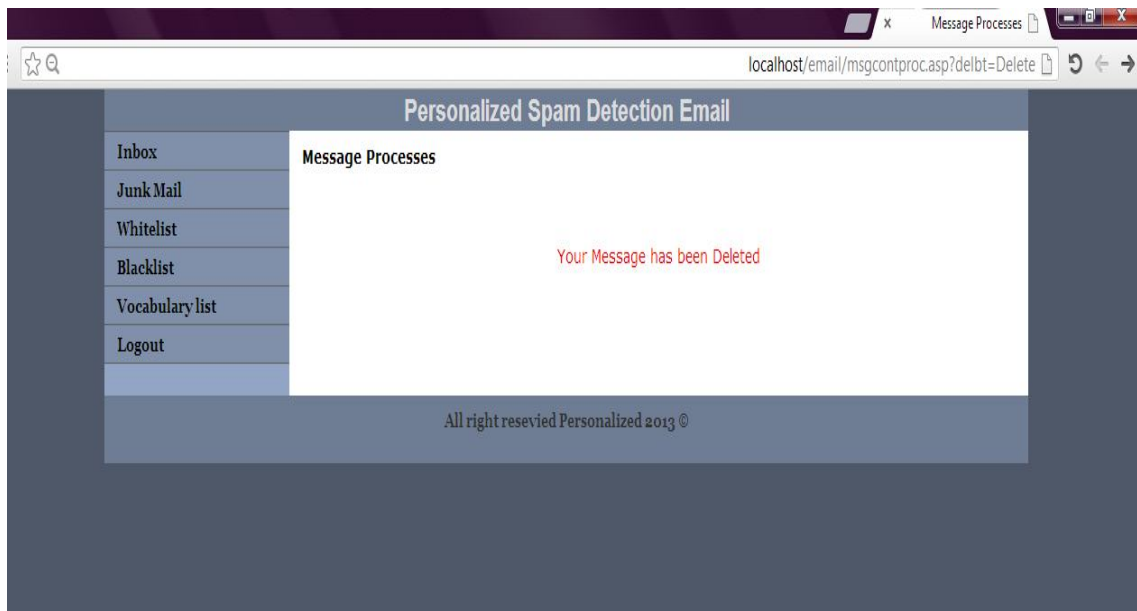 Message Processes
localhost/email/msgcontproc.asp?delbt=Delete
Personalized Spam Detection Email
Inbox
Junk Mail
Whitelist
Blacklist
Vocabulary list
Logout
Message Processes
Your Message has been Deleted
All right resevied Personalized 2013 ©